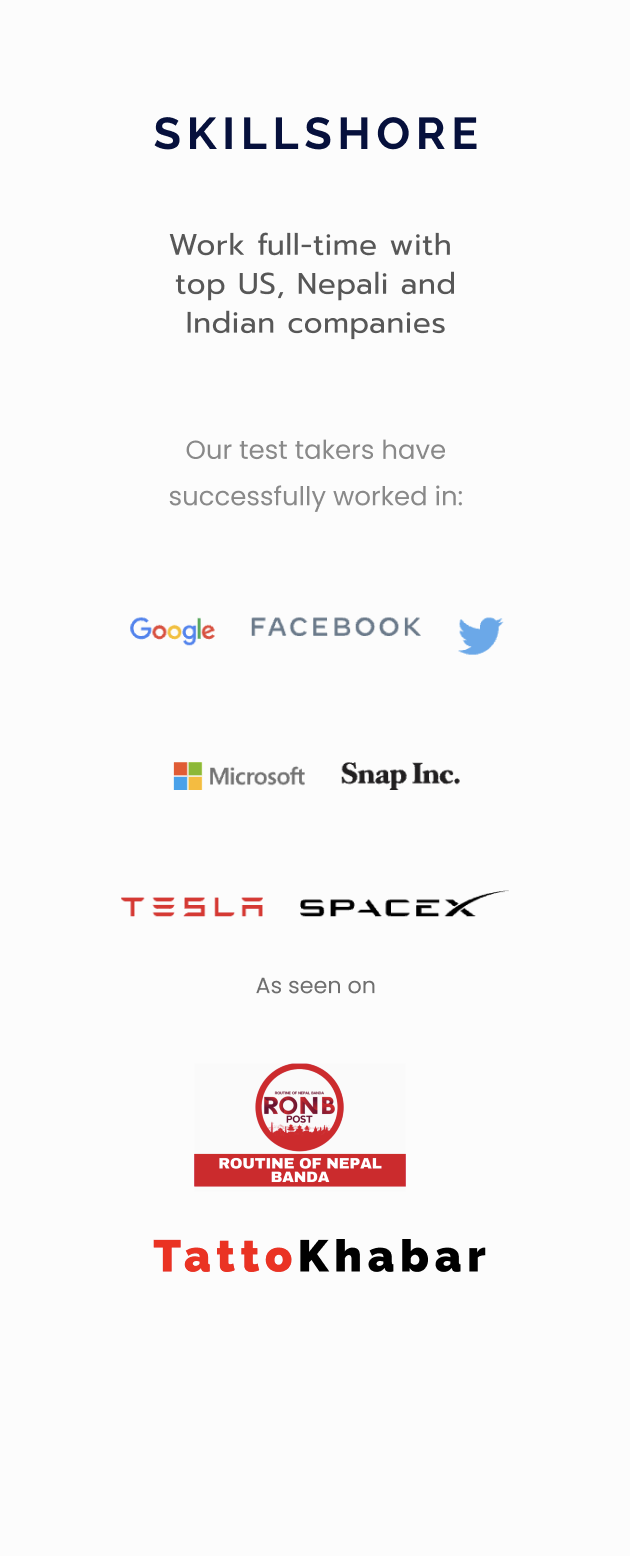 SKILLSHORE
Work full-time with
top US, Nepali and
Indian companies
Our test takers have
successfully worked in:
Google FACEBOOK
Microsoft Snap Inc.
TESLA SPACEX
As seen on
ROUTINE OF NEPAL BANDA
RONB
POST
ROUTINE OF NEPAL
BANDA
TattoKhabar